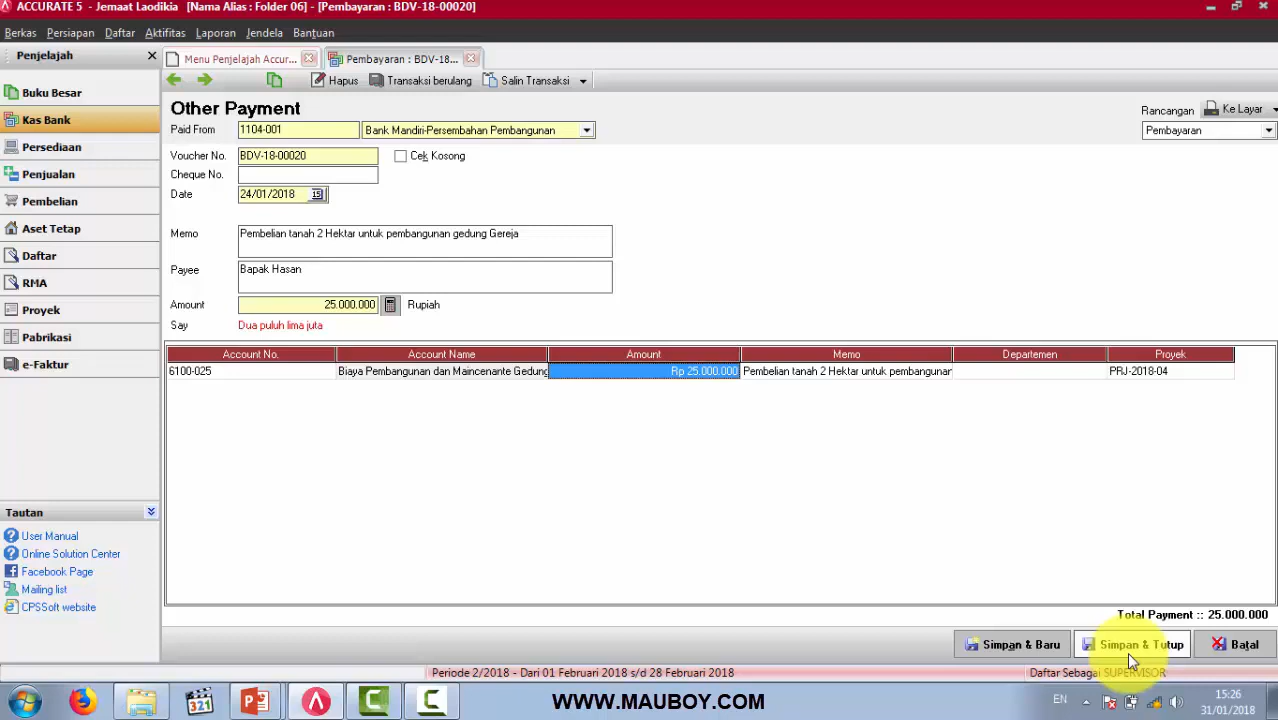 ACCURATE 5 - Jemaat Laodikia [Nama Alias : Folder 06] - [Pembayaran : BDV-18-00020]
Berkas Persiapan Daftar Aktifitas Laporan Jendela Bantuan
Penjelajah
Menu Penjelajah Accur...
Pembayaran : BDV-18...
Hapus Transaksi berulang Salin Transaksi
Buku Besar
Kas Bank
Persediaan
Penjualan
Pembelian
Aset Tetap
Daftar
RMA
Proyek
Pabrikasi
e-Faktur
Tautan
User Manual
Online Solution Center
Facebook Page
Mailing list
CPSSoft website
Other Payment
Rancangan Ke Layar
Pembayaran
Paid From 1104-001 Bank Mandiri-Persembahan Pembangunan
Voucher No. BDV-18-00020 Cek Kosong
Cheque No.
Date 24/01/2018 15
Memo Pembelian tanah 2 Hektar untuk pembangunan gedung Gereja
Payee Bapak Hasan
Amount 25.000.000 Rupiah
Say Dua puluh lima juta
Account No. Account Name Amount Memo Departemen Proyek
6100-025 Biaya Pembangunan dan Maincenante Gedung Rp 25.000.000 Pembelian tanah 2 Hektar untuk pembangunan PRJ-2018-04
Total Payment :: 25.000.000
Simpan & Baru Simpan & Tutup Batal
Periode 2/2018 - Dari 01 Februari 2018 s/d 28 Februari 2018 Daftar Sebagai SUPERVISOR
321
WWW.MAUBOY.COM
EN
15:26
31/01/2018